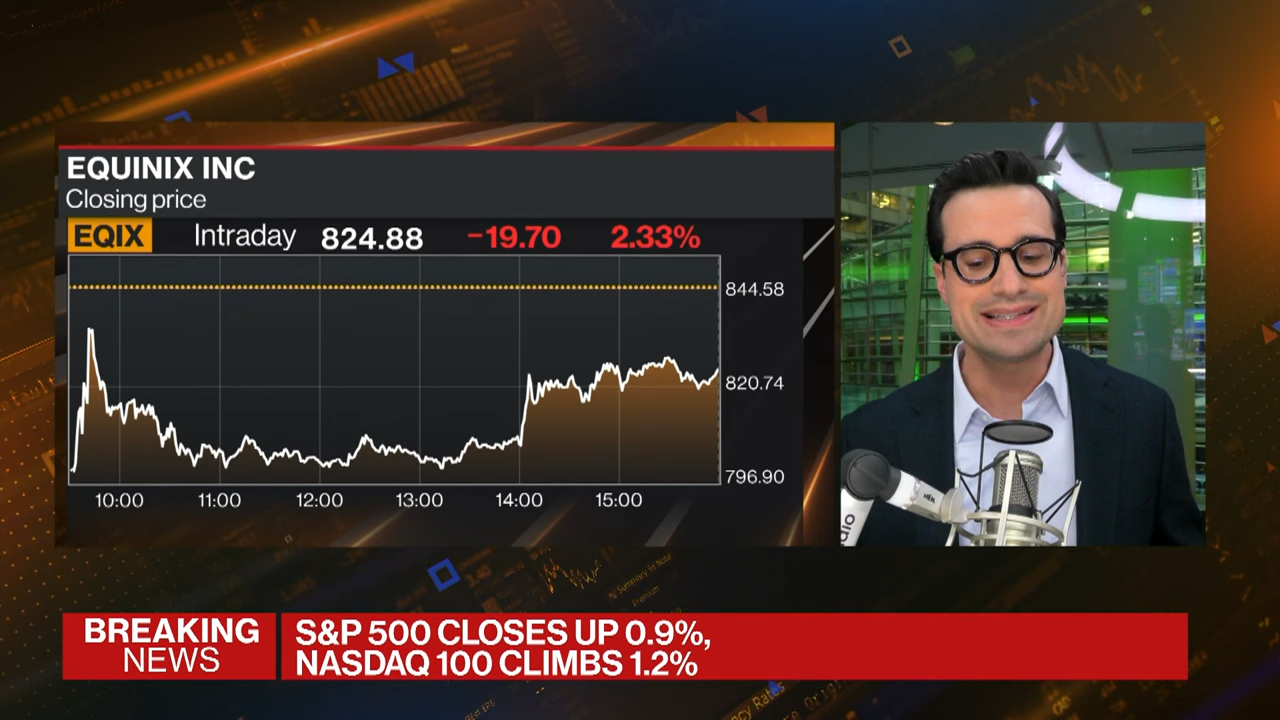 EQUINIX INC
Closing price
EQIX Intraday 824.88 -19.70 2.33%
844.58
820.74
796.90
10:00 11:00 12:00 13:00 14:00 15:00
BREAKING
NEWS
S&P 500 CLOSES UP 0.9%,
NASDAQ 100 CLIMBS 1.2%